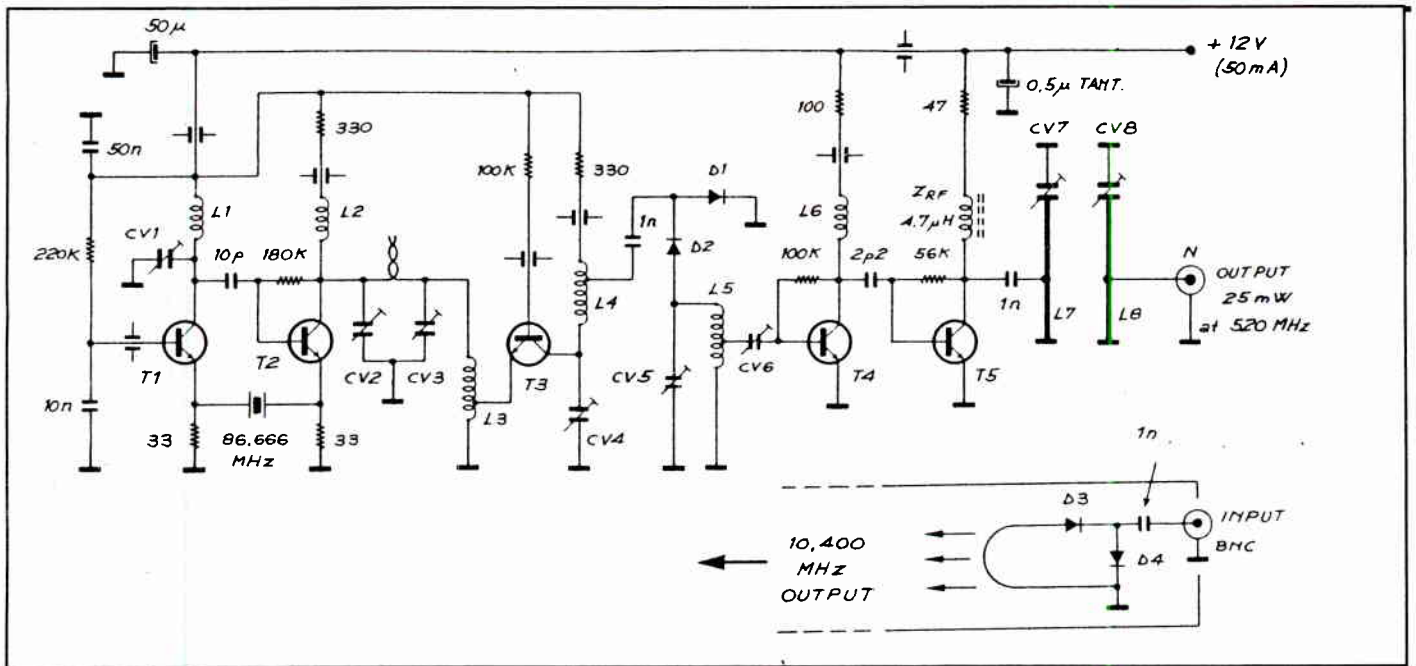 50µ
+ 12V
(50mA)
0,5µ TAHT.
330
100
47
CV7
CV8
50n
100K
330
D1
L1
L2
1n
D2
L6
ZRF
4.7µH
CV1
220K
10p
180K
L4
L5
100K
2p2
56K
N
OUTPUT
25mW
at 520 MHz
1n
L7
L8
T1
T2
CV2
CV3
T3
CV5
CV6
T4
T5
10n
L3
CV4
33
86,666
MHz
33
1n
D3
INPUT
BNC
10,400
MHz
OUTPUT
D4